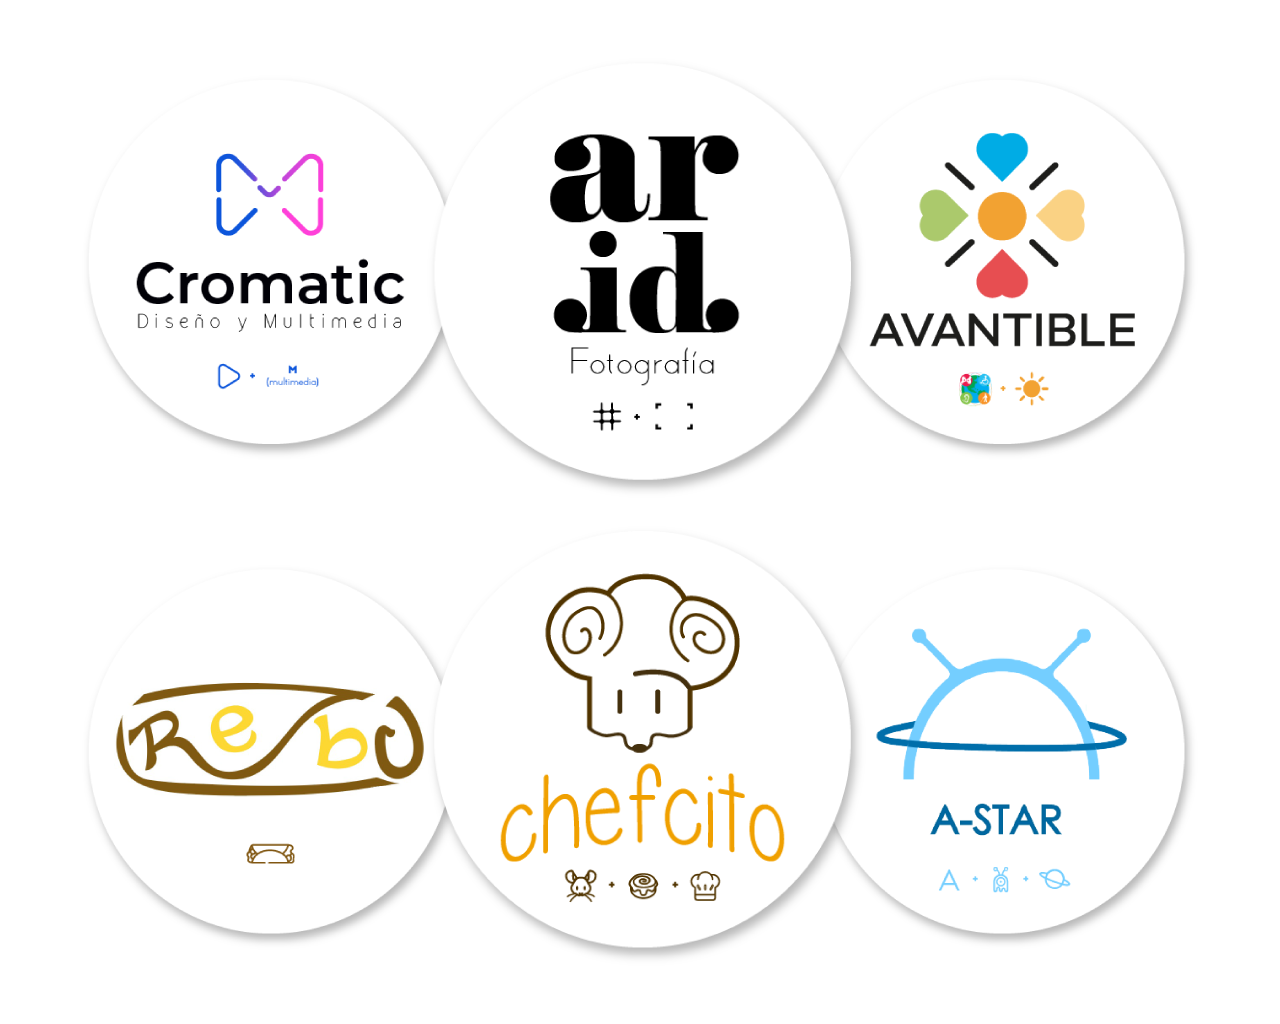 Cromatic
Diseño y Multimedia
+
M
(multimedia)
ar
id
Fotografía
+
AVANTIBLE
+
Rebo
chefcito
+ +
A-STAR
A + +